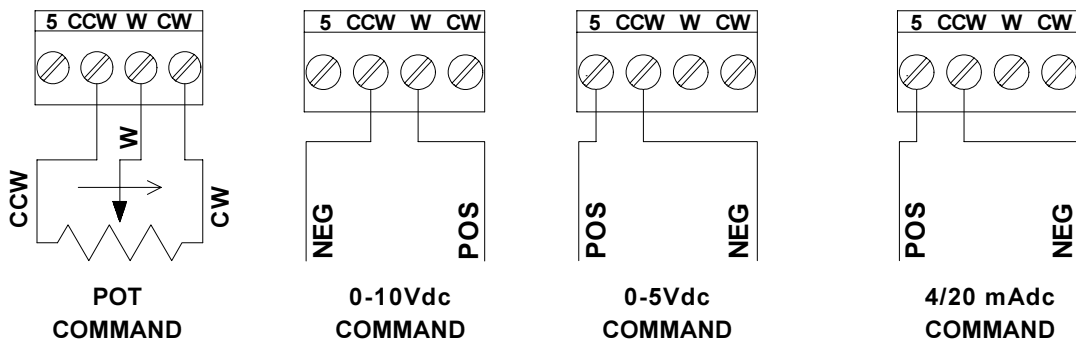 5 CCW W CW
W
CCW
CW
POT
COMMAND
5 CCW W CW
NEG
POS
0-10Vdc
COMMAND
5 CCW W CW
POS
NEG
0-5Vdc
COMMAND
5 CCW W CW
POS
NEG
4/20 mAdc
COMMAND